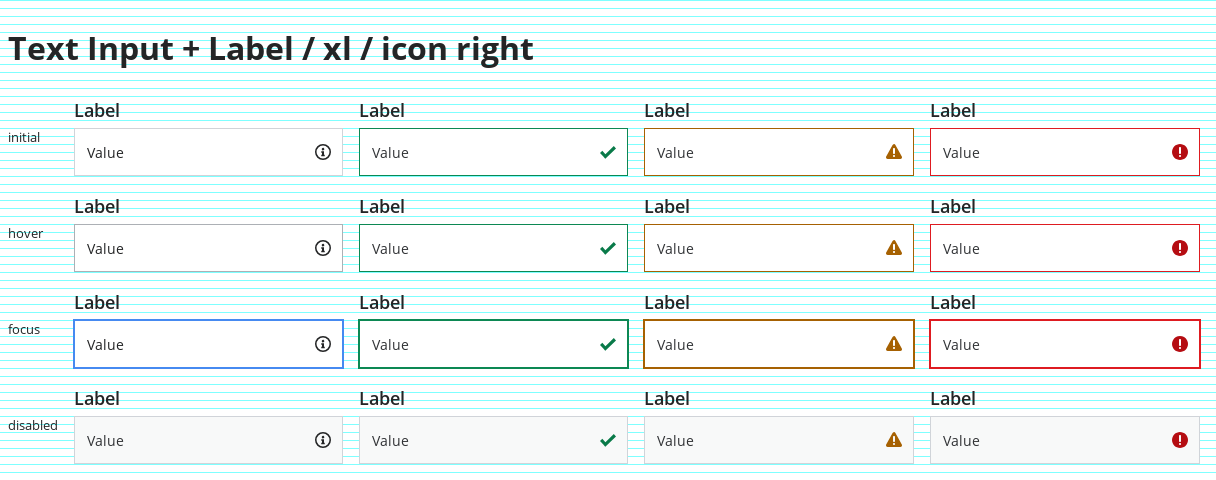 Text Input + Label / xl / icon right
Label Label Label Label
initial Value Value Value Value
Label Label Label Label
hover Value Value Value Value
Label Label Label Label
focus Value Value Value Value
Label Label Label Label
disabled Value Value Value Value